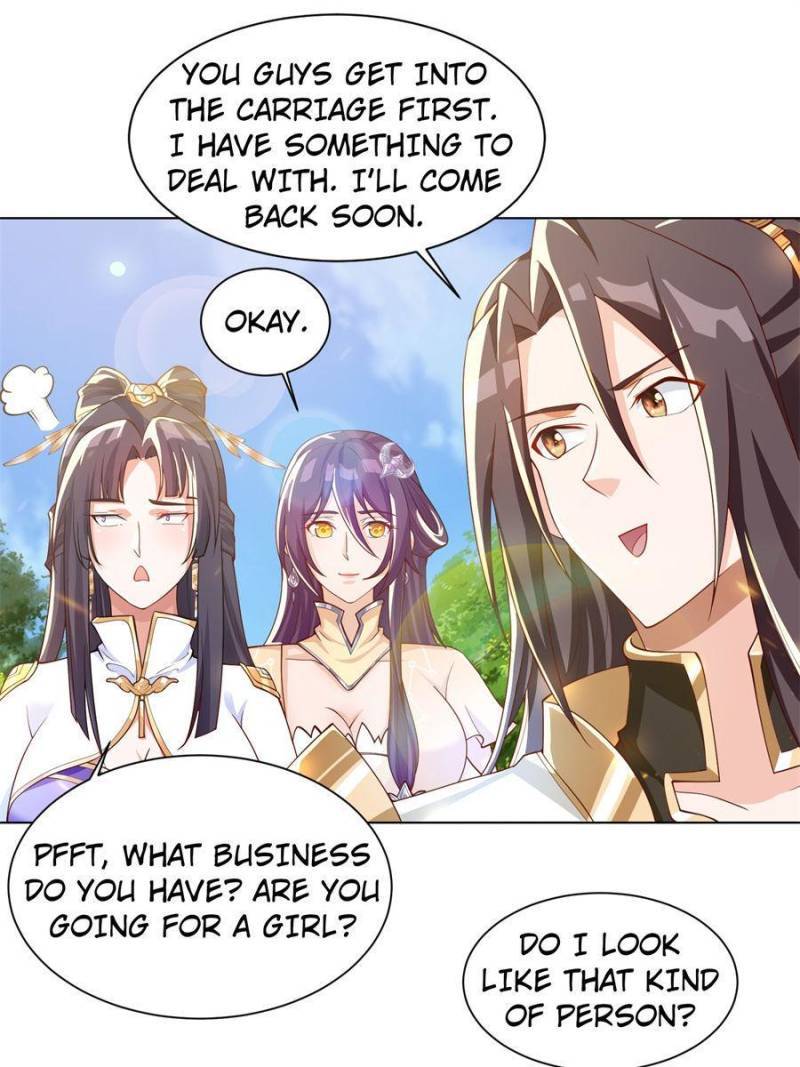 YOU GUYS GET INTO
THE CARRIAGE FIRST.
I HAVE SOMETHING TO
DEAL WITH. I'LL COME
BACK SOON.
OKAY.
PFFT, WHAT BUSINESS
DO YOU HAVE? ARE YOU
GOING FOR A GIRL?
DO I LOOK
LIKE THAT KIND
OF PERSON?